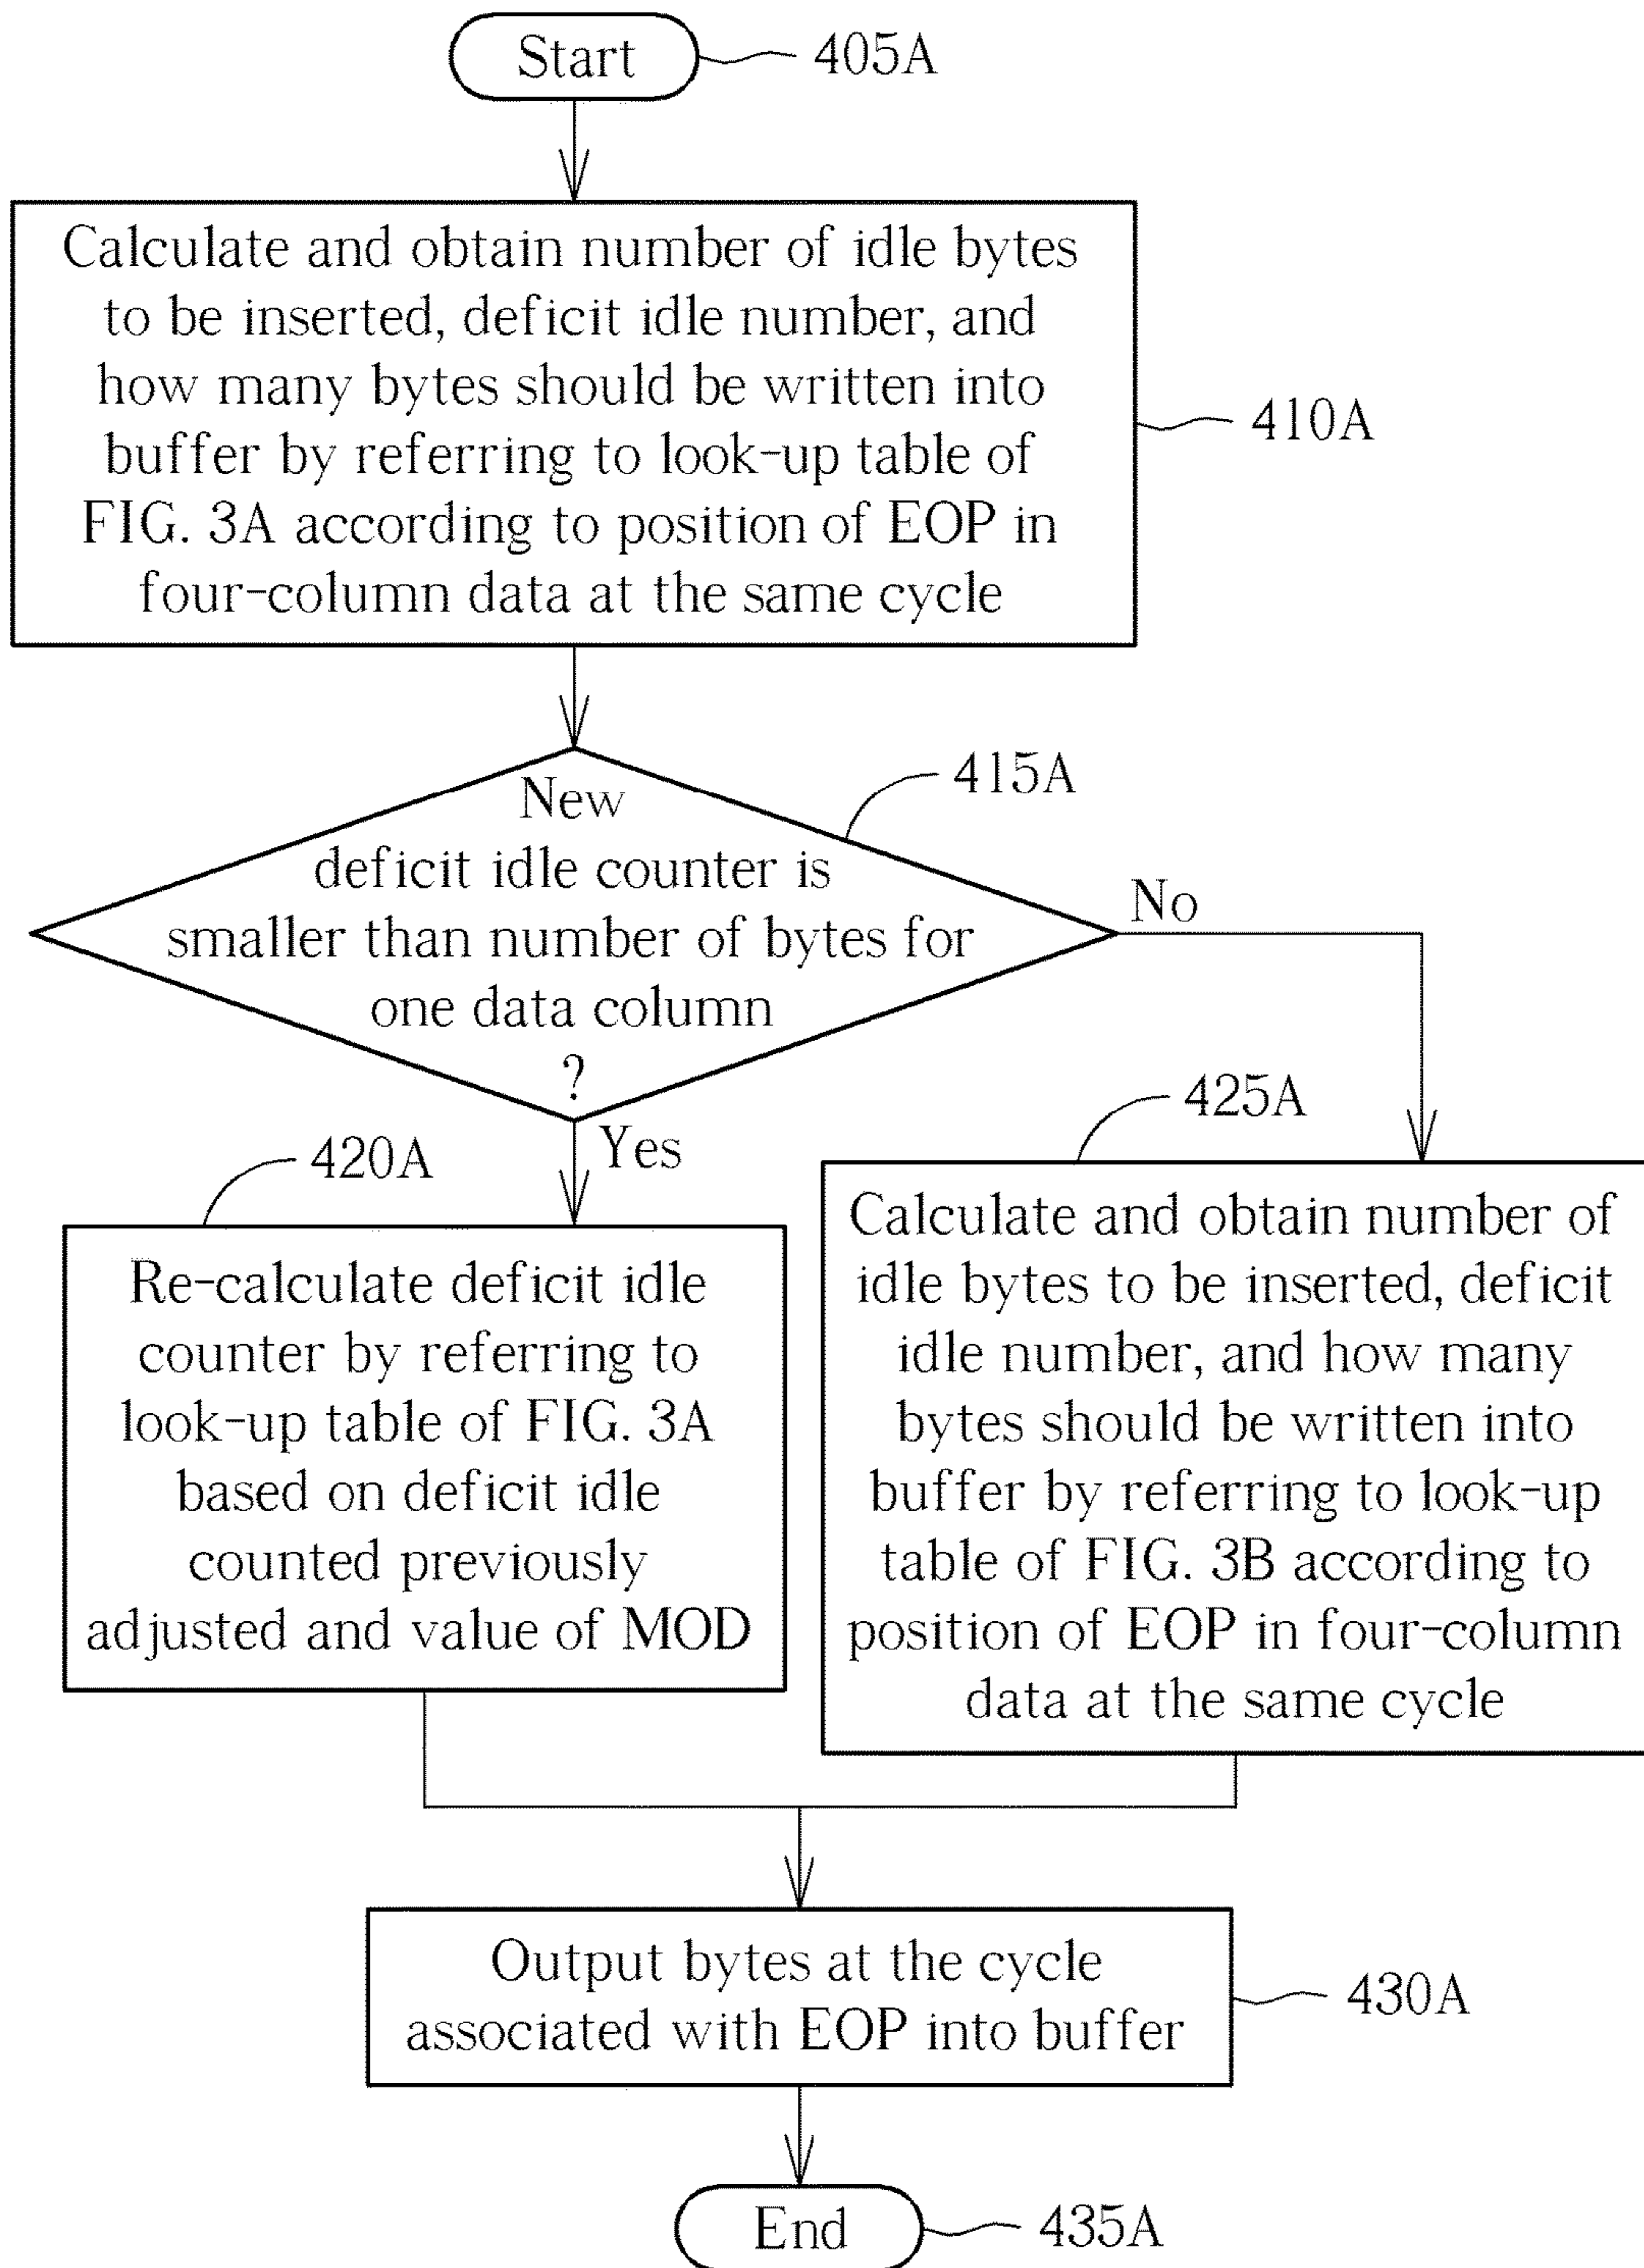 Start
405A
Calculate and obtain number of idle bytes
to be inserted, deficit idle number, and
how many bytes should be written into
buffer by referring to look-up table of
FIG. 3A according to position of EOP in
four-column data at the same cycle
410A
New
deficit idle counter is
smaller than number of bytes for
one data column
?
415A
No
Yes
420A
Re-calculate deficit idle
counter by referring to
look-up table of FIG. 3A
based on deficit idle
counted previously
adjusted and value of MOD
425A
Calculate and obtain number of
idle bytes to be inserted, deficit
idle number, and how many
bytes should be written into
buffer by referring to look-up
table of FIG. 3B according to
position of EOP in four-column
data at the same cycle
Output bytes at the cycle
associated with EOP into buffer
430A
End
435A